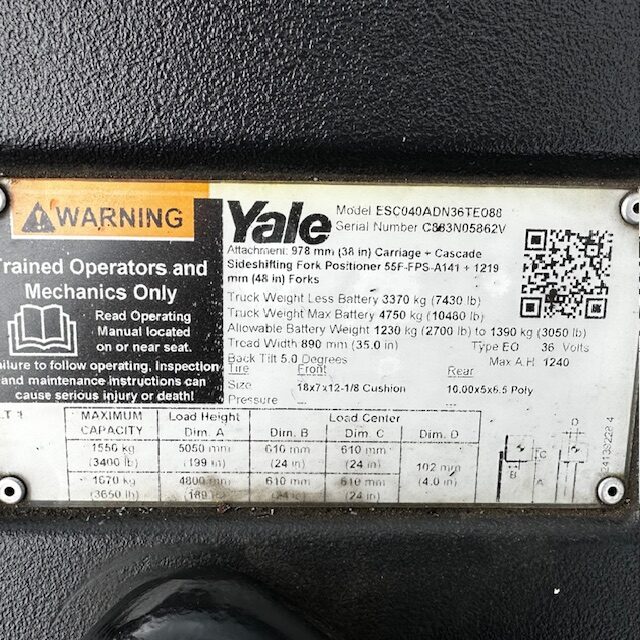 WARNING
Trained Operators and
Mechanics Only
Read Operating
Manual located
on or near seat.
Failure to follow operating, Inspection
and maintenance instructions can
cause serious injury or death!
Yale
Model ESC040ADN36TE088
Serial Number C883N05862V
Attachment: 978 mm (38 in) Carriage + Cascade
Sideshifting Fork Positioner 55F-FPS-A141 + 1219
mm (48 in) Forks
Truck Weight Less Battery 3370 kg (7430 lb)
Truck Weight Max Battery 4750 kg (10480 lb)
Allowable Battery Weight 1230 kg (2700 lb) to 1390 kg (3050 lb)
Tread Width 890 mm (35.0 in) Type EO 36 Volts
Back Tilt 5.0 Degrees Max A.H. 1240
Tire Front Rear
Size 18x7x12-1/8 Cushion 10.00x5x6.5 Poly
Pressure
MAXIMUM CAPACITY Load Height Dim. A Load Center Dim. B Dim. C Dim. D
1550 kg 5050 mm 610 mm 610 mm
(3400 lb) (199 in) (24 in) (24 in) 102 mm
1670 kg 4800 mm 610 mm 610 mm (4.0 in)
(3650 lb) (189 in) (24 in) (24 in)
D
C
B
A